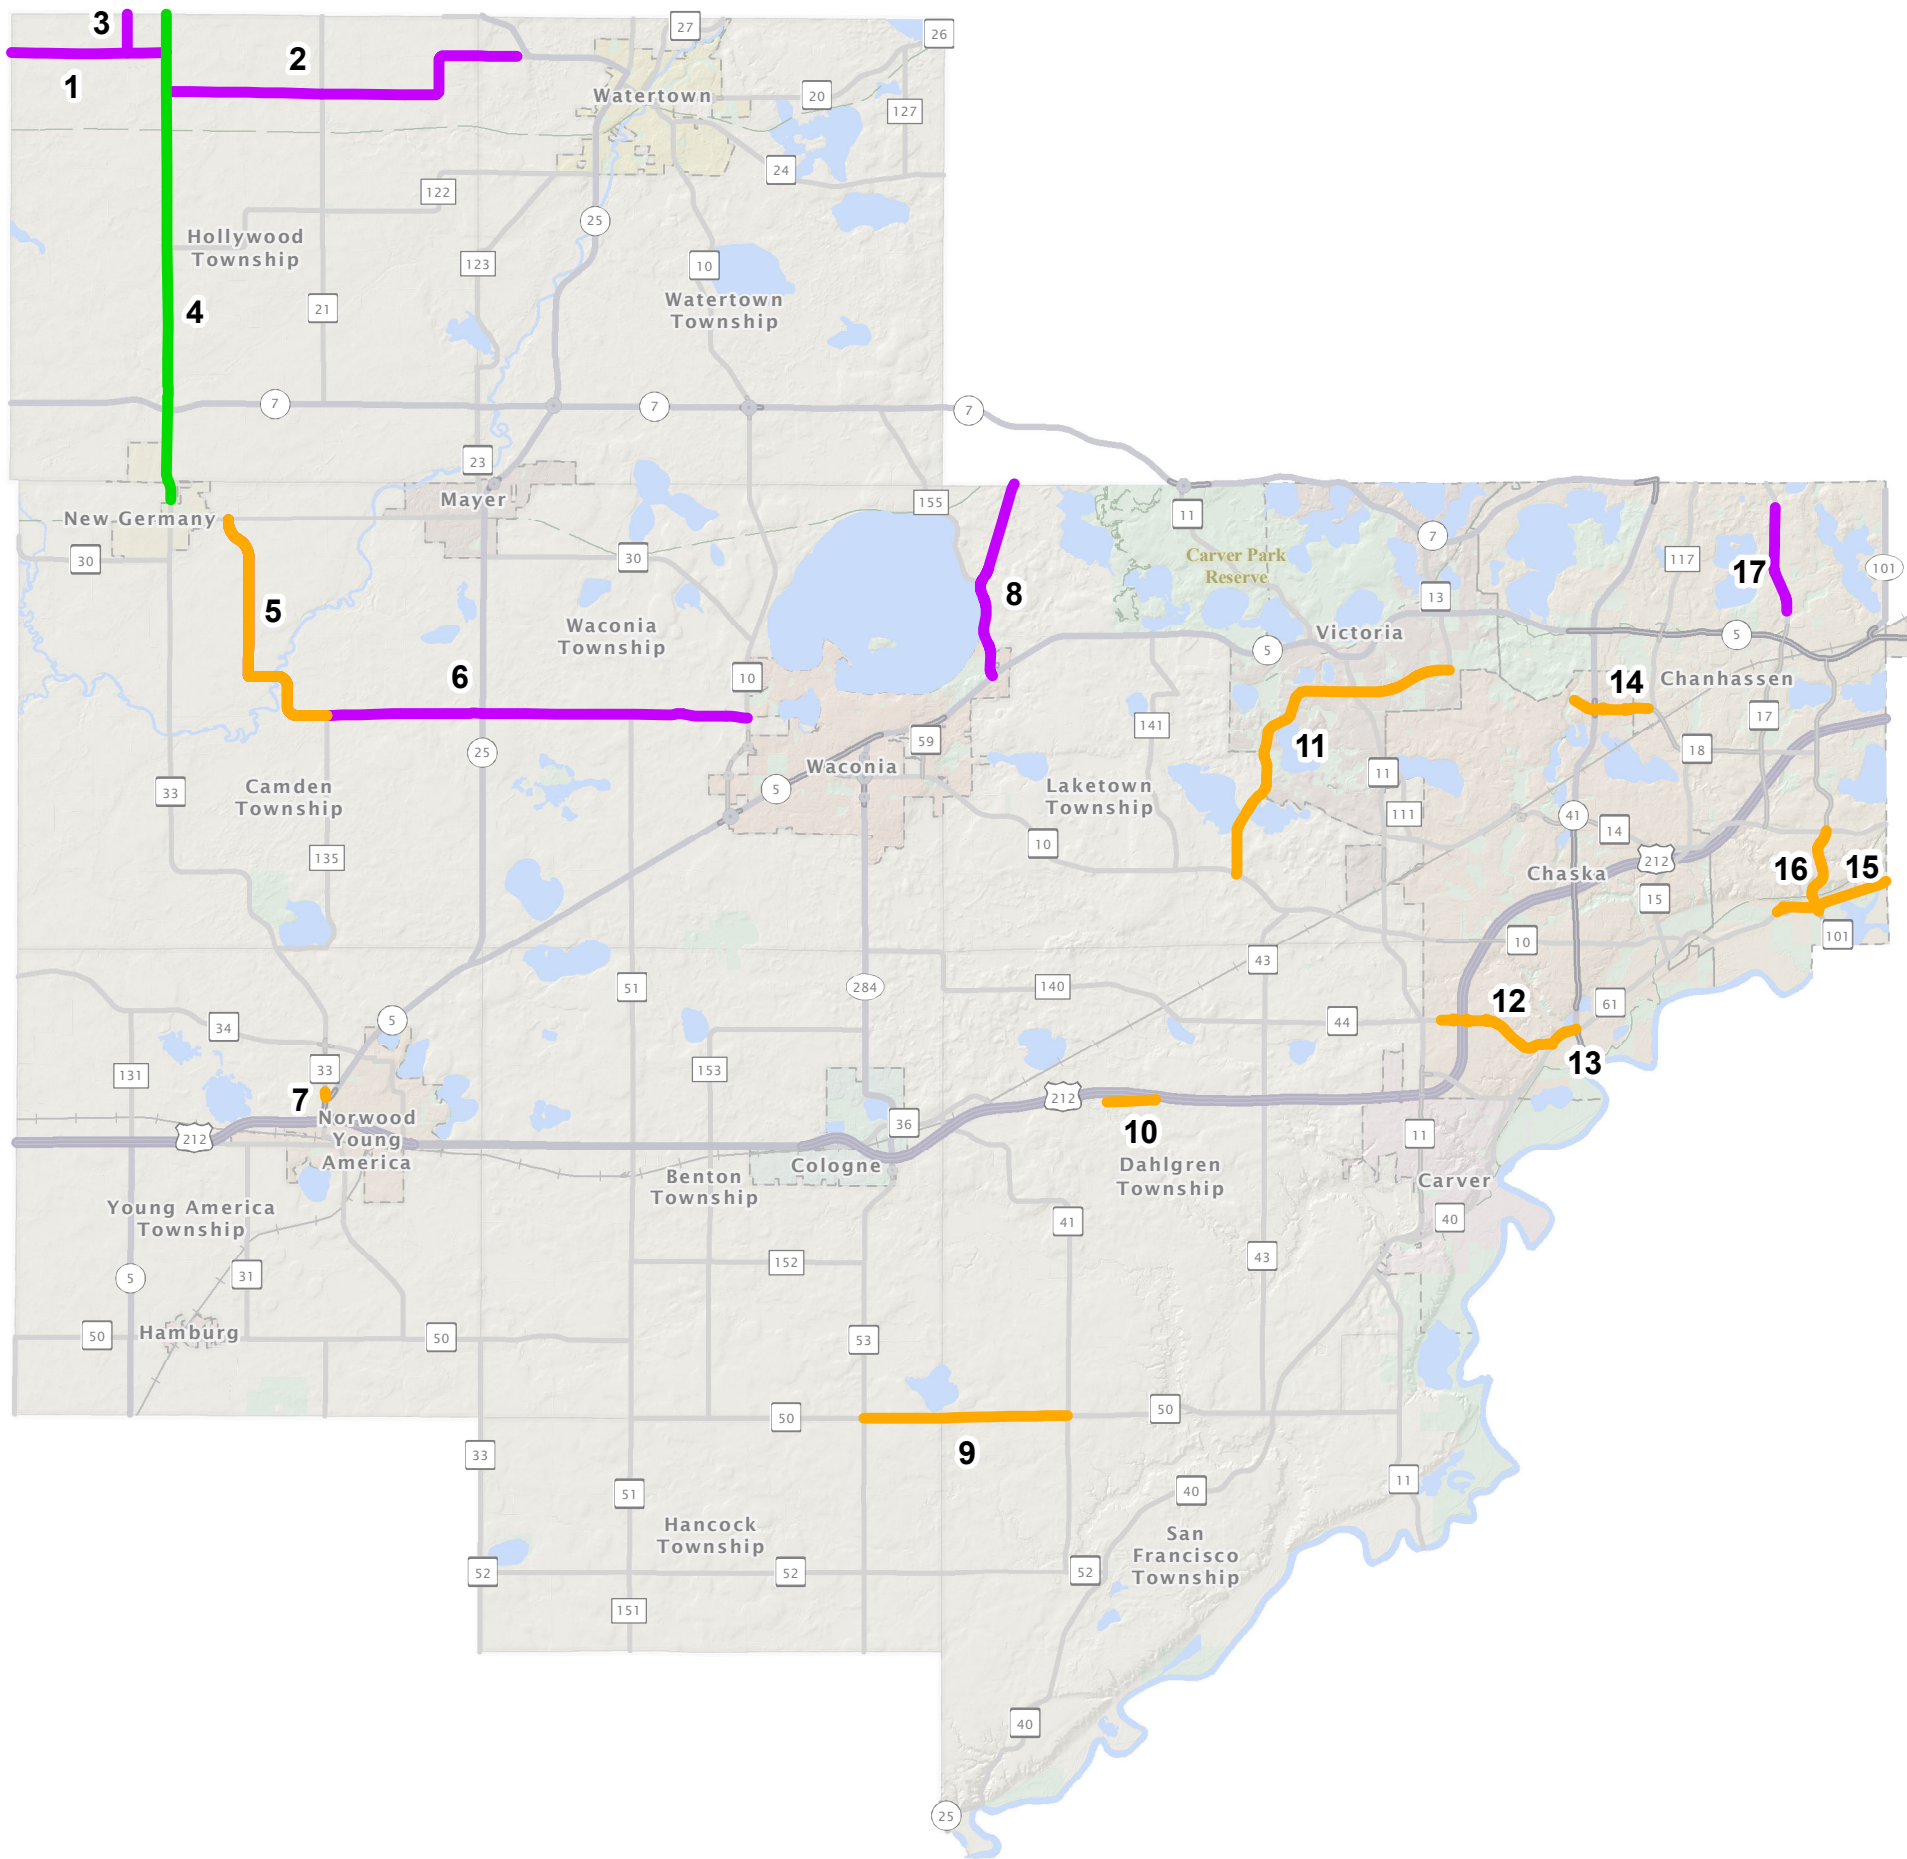 3
27
26
1
2
Watertown
20
127
24
122
25
Hollywood
Township
123
10
Watertown
Township
4
21
7
7
7
23
Mayer
155
11
New Germany
30
30
Carver Park
Reserve
7
117
17
101
8
13
5
Waconia
Township
Victoria
5
5
6
10
14
Chanhassen
141
17
59
11
18
25
Waconia
5
11
Camden
Township
33
Laketown
Township
111
41
14
10
135
212
Chaska
16
15
15
101
10
43
51
284
140
12
61
5
34
44
13
33
131
153
7
212
Norwood
Young
America
36
10
11
212
Cologne
Benton
Township
Dahlgren
Township
Carver
Young America
Township
41
40
152
43
5
31
50
Hamburg
50
53
50
50
33
9
11
51
40
Hancock
Township
San
Francisco
Township
52
52
52
151
40
25